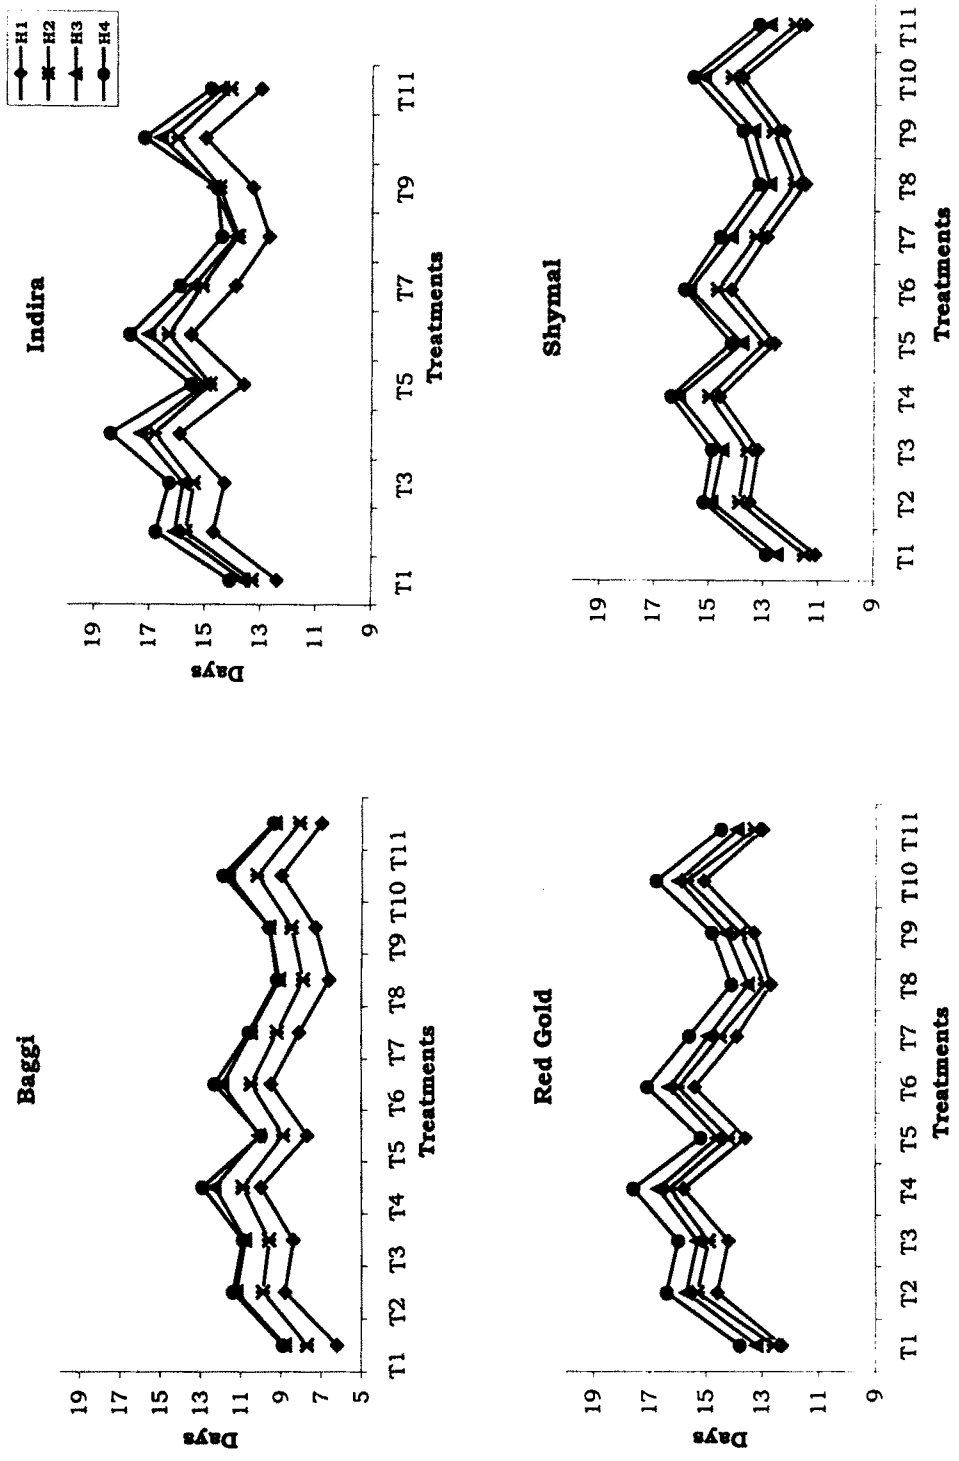 Baggi
Days
19
17
15
13
11
9
7
5
T1
T2
T3
T4
T5
T6
T7
T8
T9
T10
T11
Treatments
Indira
H1
H2
H3
H4
Days
19
17
15
13
11
9
T1
T3
T5
T7
T9
T11
Treatments
Red Gold
Days
19
17
15
13
11
9
T1
T2
T3
T4
T5
T6
T7
T8
T9
T10
T11
Treatments
Shymal
19
17
15
13
11
9
T1
T2
T3
T4
T5
T6
T7
T8
T9
T10
T11
Treatments